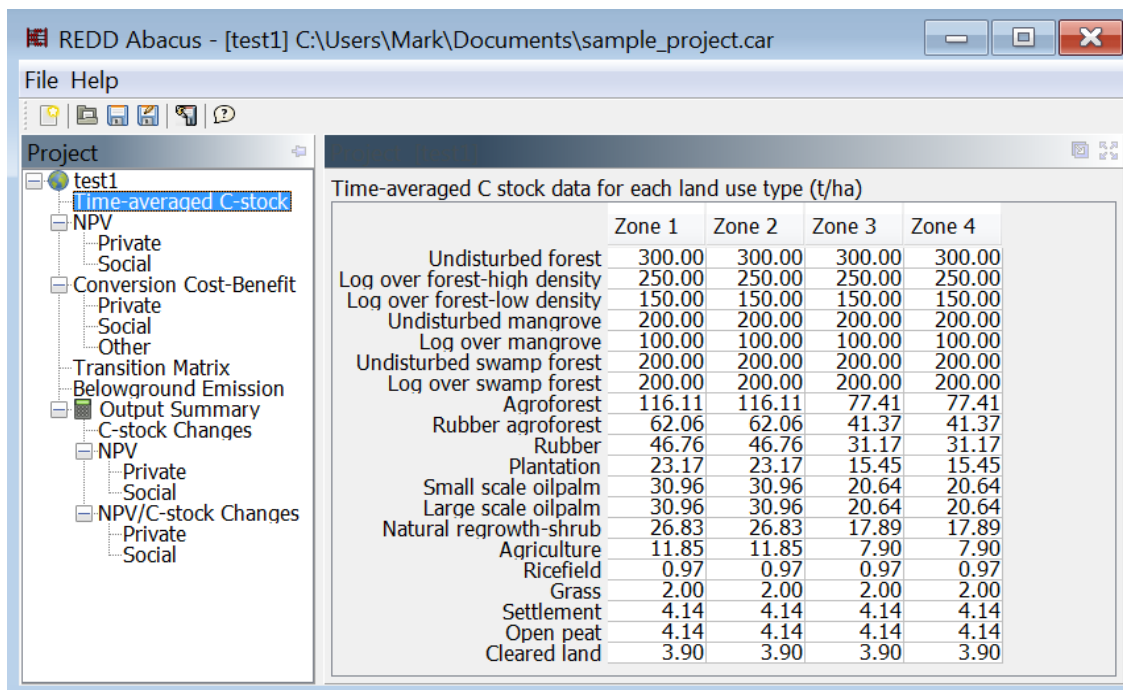 REDD Abacus - [test1] C:\Users\Mark\Documents\sample_project.car
File Help
Project
test1
Time-averaged C-stock
NPV
Private
Social
Conversion Cost-Benefit
Private
Social
Other
Transition Matrix
Belowground Emission
Output Summary
C-stock Changes
NPV
Private
Social
NPV/C-stock Changes
Private
Social
Time-averaged C stock data for each land use type (t/ha)
Zone 1 Zone 2 Zone 3 Zone 4
Undisturbed forest 300.00 300.00 300.00 300.00
Log over forest-high density 250.00 250.00 250.00 250.00
Log over forest-low density 150.00 150.00 150.00 150.00
Undisturbed mangrove 200.00 200.00 200.00 200.00
Log over mangrove 100.00 100.00 100.00 100.00
Undisturbed swamp forest 200.00 200.00 200.00 200.00
Log over swamp forest 200.00 200.00 200.00 200.00
Agroforest 116.11 116.11 77.41 77.41
Rubber agroforest 62.06 62.06 41.37 41.37
Rubber 46.76 46.76 31.17 31.17
Plantation 23.17 23.17 15.45 15.45
Small scale oilpalm 30.96 30.96 20.64 20.64
Large scale oilpalm 30.96 30.96 20.64 20.64
Natural regrowth-shrub 26.83 26.83 17.89 17.89
Agriculture 11.85 11.85 7.90 7.90
Ricefield 0.97 0.97 0.97 0.97
Grass 2.00 2.00 2.00 2.00
Settlement 4.14 4.14 4.14 4.14
Open peat 4.14 4.14 4.14 4.14
Cleared land 3.90 3.90 3.90 3.90